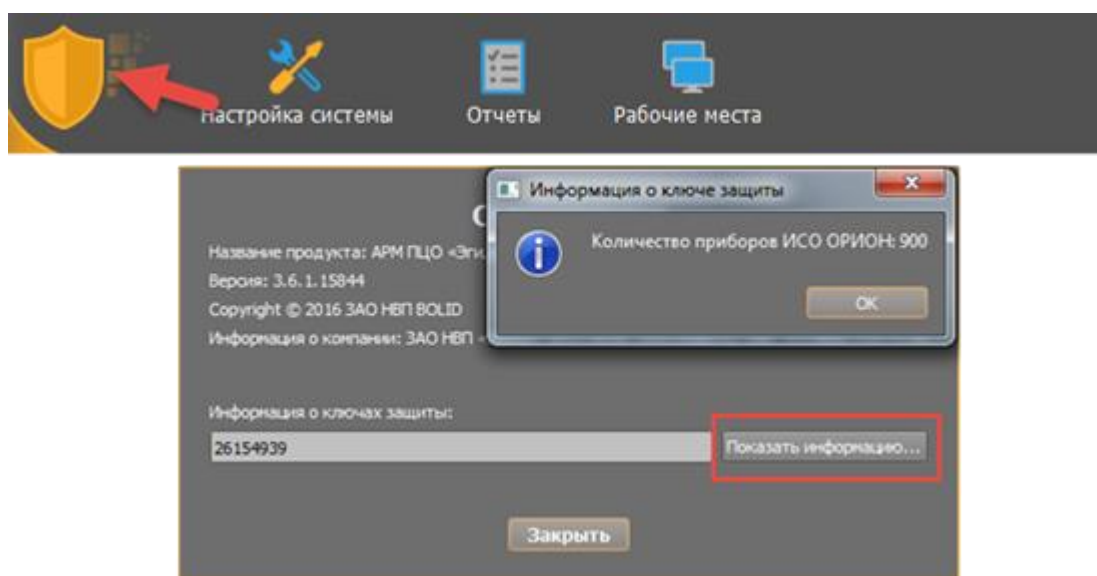 Настройка системы
Отчеты
Рабочие места
Информация о ключе защиты
Количество приборов ИСО ОРИОН: 900
OK
Название продукта: АРМ ПЦО
Версия: 3.6.1.15844
Copyright © 2016 ЗАО НВП BOLID
Информация о компании: ЗАО НВП
Информация о ключах защиты:
26154939
Показать информацию...
Закрыть